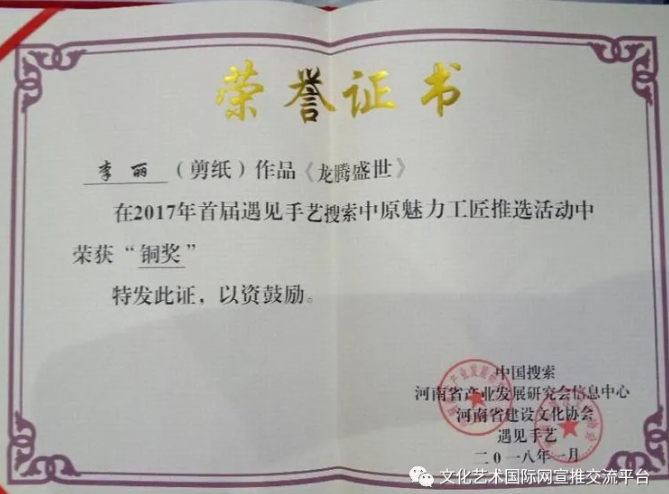 荣誉证书
李丽（剪纸）作品《龙腾盛世》
在2017年首届遇见手艺搜索中原魅力工匠推选活动中
荣获“铜奖”
特发此证，以资鼓励。
中国搜索
河南省产业发展研究会信息中心
河南省建设文化协会
遇见手艺
二〇一八年一月
文化艺术国际网宣推交流平台